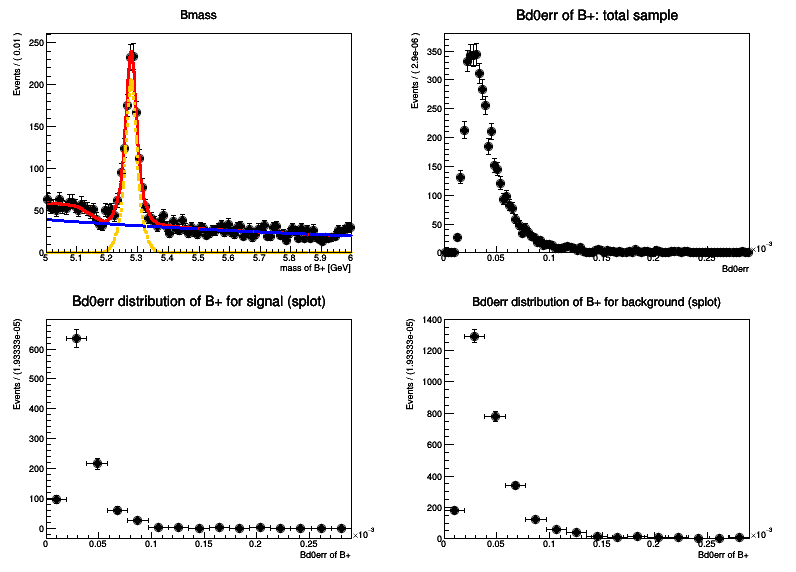 Bmass
Events / ( 0.01 )
250
200
150
100
50
0
5 5.1 5.2 5.3 5.4 5.5 5.6 5.7 5.8 5.9 6
mass of B+ [GeV]
Bd0err of B+: total sample
Events / ( 2.9e-06 )
350
300
250
200
150
100
50
0
0 0.05 0.1 0.15 0.2 0.25
×10⁻³
Bd0err
Bd0err distribution of B+ for signal (splot)
Events / (1.93333e-05)
600
500
400
300
200
100
0
0 0.05 0.1 0.15 0.2 0.25
×10⁻³
Bd0err of B+
Bd0err distribution of B+ for background (splot)
Events / (1.93333e-05)
1400
1200
1000
800
600
400
200
0
0 0.05 0.1 0.15 0.2 0.25
×10⁻³
Bd0err of B+